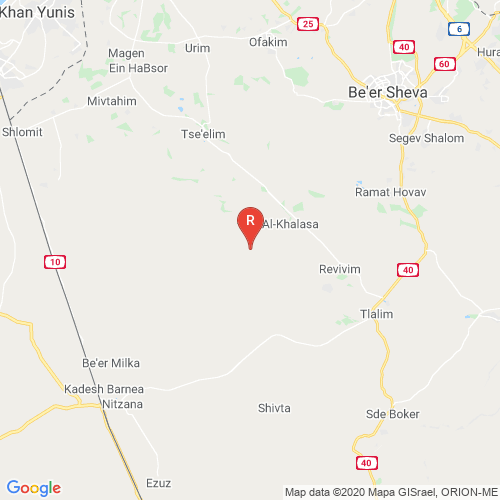 Khan Yunis
25
6
Urim
Ofakim
40
Hura
Magen
Ein HaBsor
60
Be'er Sheva
Mivtahim
Shlomit
Tse'elim
Segev Shalom
Ramat Hovav
R
Al-Khalasa
10
Revivim
40
Tlalim
Be'er Milka
Kadesh Barnea
Nitzana
Shivta
Sde Boker
40
Ezuz
Google
Map data ©2020 Mapa GISrael, ORION-ME